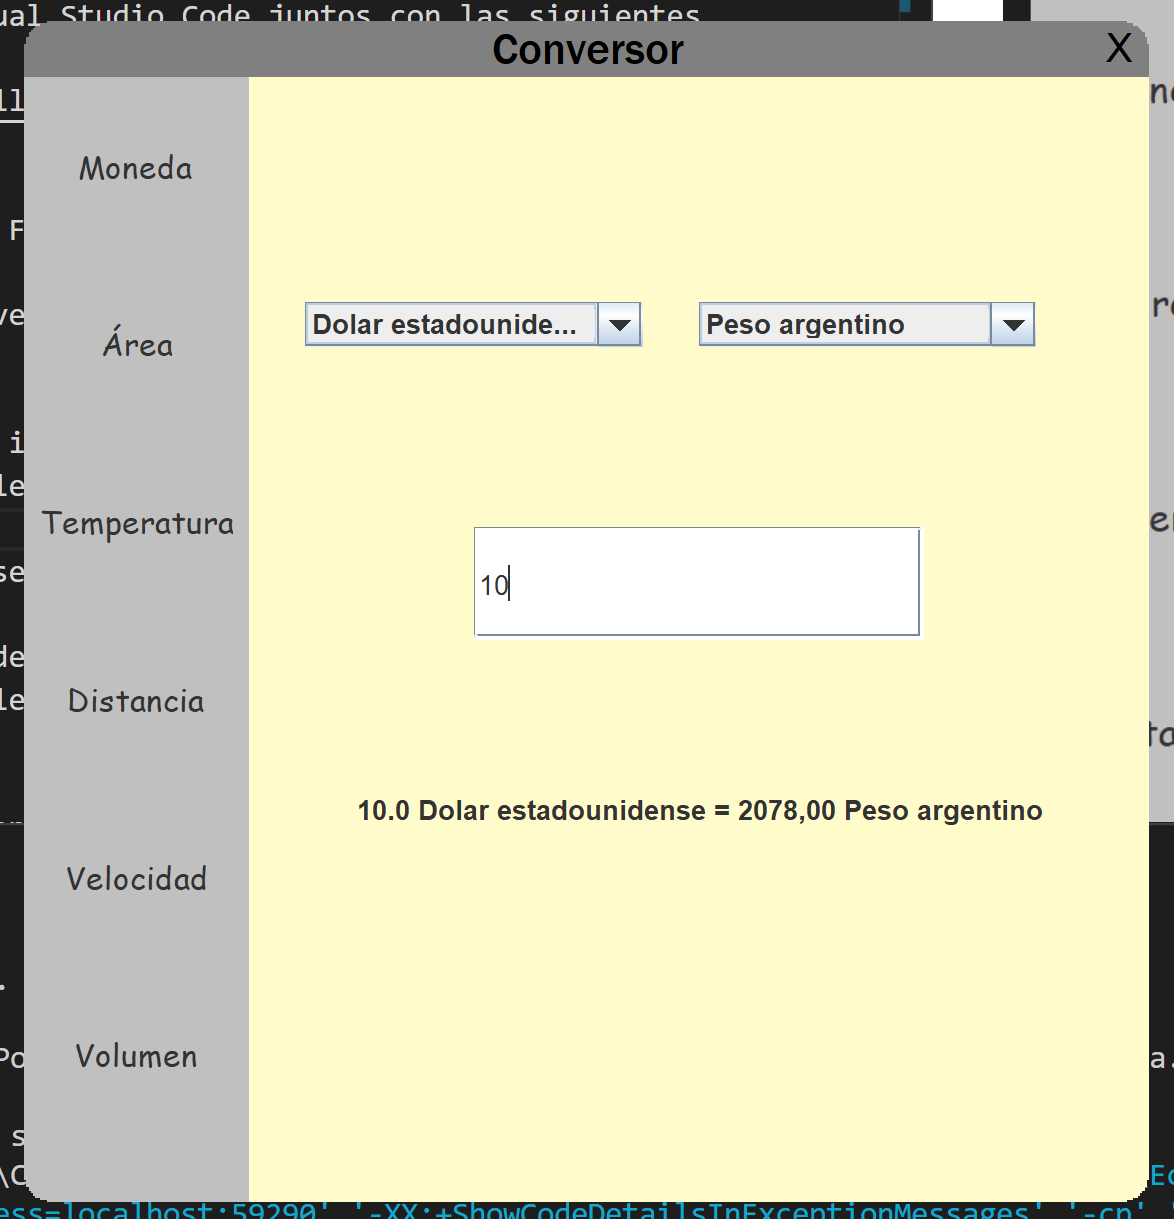 Studio Code juntos con las siguientes
Conversor X
Moneda
Área
Temperatura
Distancia
Velocidad
Volumen
Dolar estadounide... Peso argentino
10
10.0 Dolar estadounidense = 2078,00 Peso argentino
ess=localhost:59290' '-XX:+ShowCodeDetailsInExceptionMessages' '-cp'